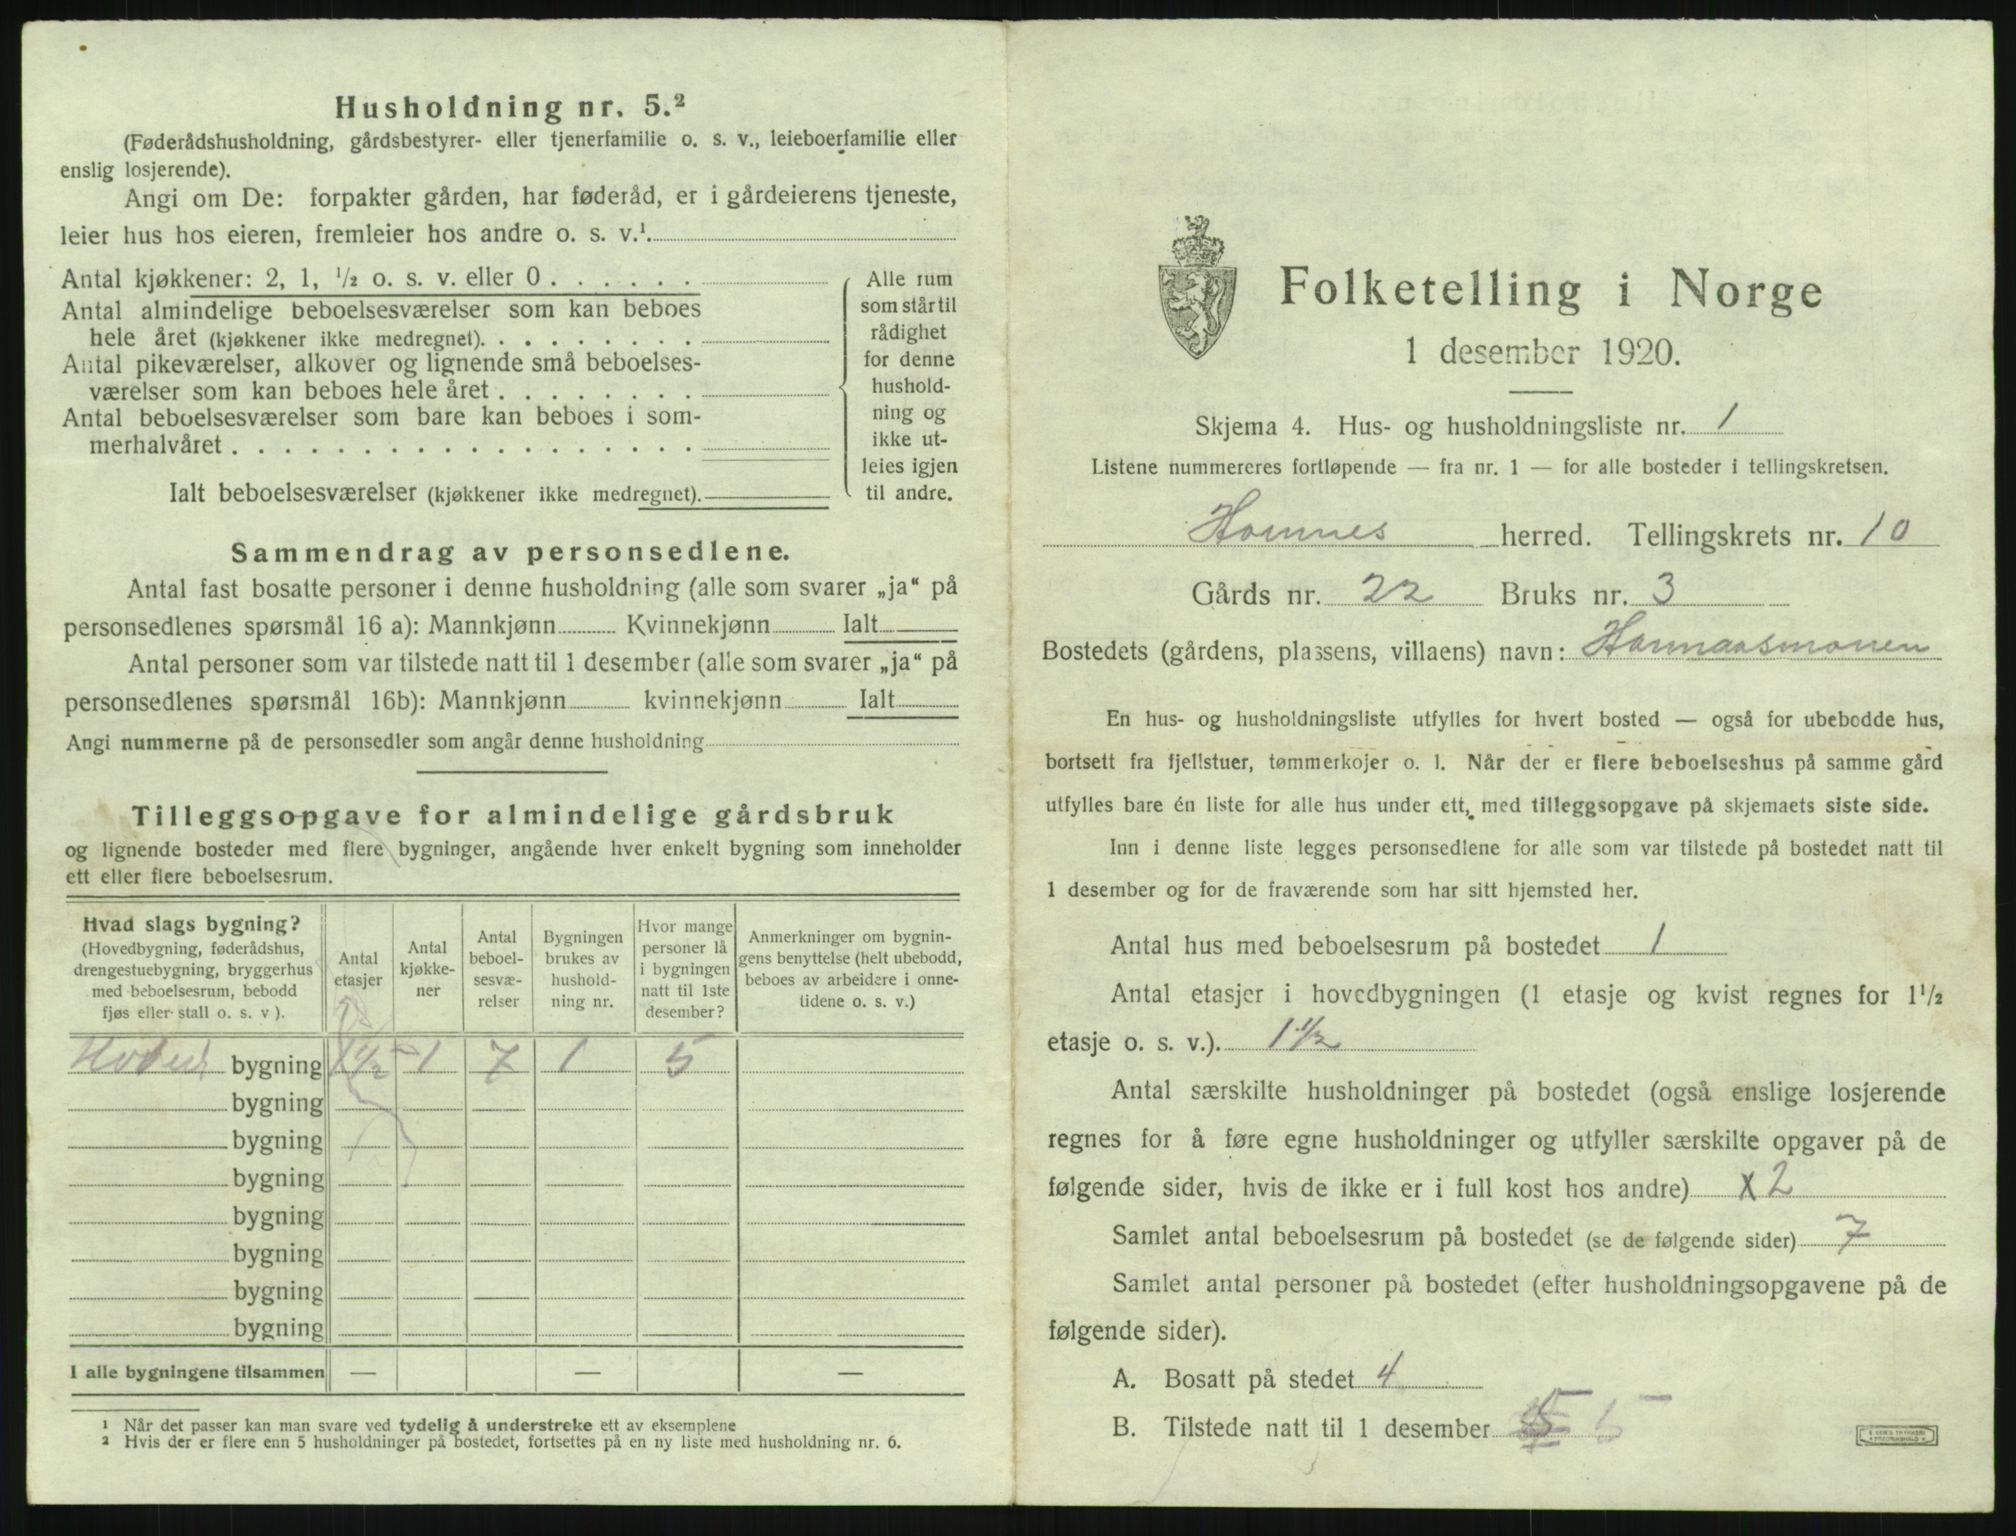 Husholdning nr. 5.²
(Føderådshusholdning, gårdsbestyrer- eller tjenerfamilie o. s. v., leieboerfamilie eller
enslig losjerende).
Angi om De: forpakter gården, har føderåd, er i gårdeierens tjeneste,
leier hus hos eieren, fremleier hos andre o. s. v.¹
Antal kjøkkener: 2, 1, ½ o. s. v. eller 0 . . . . . .
Antal almindelige beboelsesværelser som kan beboes
hele året (kjøkkener ikke medregnet). . . . . . . . .
Antal pikeværelser, alkover og lignende små beboelses-
værelser som kan beboes hele året . . . . . . . .
Antal beboelsesværelser som bare kan beboes i som-
merhalvåret . . . . . . . . . . . . . . . . . .
Ialt beboelsesværelser (kjøkkener ikke medregnet).
Alle rum
som står til
rådighet
for denne
hushold-
ning og
ikke ut-
leies igjen
til andre.
Sammendrag av personsedlene.
Antal fast bosatte personer i denne husholdning (alle som svarer „ja“ på
personsedlenes spørsmål 16 a): Mannkjønn Kvinnekjønn Ialt
Antal personer som var tilstede natt til 1 desember (alle som svarer „ja“ på
personsedlenes spørsmål 16b): Mannkjønn kvinnekjønn Ialt
Angi nummerne på de personsedler som angår denne husholdning
Tilleggsopgave for almindelige gårdsbruk
og lignende bosteder med flere bygninger, angående hver enkelt bygning som inneholder
ett eller flere beboelsesrum.
Hvad slags bygning?
(Hovedbygning, føderådshus,
drengestuebygning, bryggerhus
med beboelsesrum, bebodd
fjøs eller stall o. s. v ).
Antal
etasjer
Antal
kjøkke-
ner
Antal
beboel-
sesvæ-
relser
Bygningen
brukes av
hushold-
ning nr.
Hvor mange
personer lå
i bygningen
natt til 1ste
desember?
Anmerkninger om bygnin-
gens benyttelse (helt ubebodd,
beboes av arbeidere i onne-
tidene o. s. v.)
bygning 1½ 1 7 1 5
bygning
bygning
bygning
bygning
bygning
bygning
bygning
I alle bygningene tilsammen — — —
¹ Når det passer kan man svare ved tydelig å understreke ett av eksemplene
² Hvis der er flere enn 5 husholdninger på bostedet, fortsettes på en ny liste med husholdning nr. 6.
Folketelling i Norge
1 desember 1920.
Skjema 4. Hus- og husholdningsliste nr. 1
Listene nummereres fortløpende — fra nr. 1 — for alle bosteder i tellingskretsen.
Hommes herred. Tellingskrets nr. 10
Gårds nr. 22 Bruks nr. 3
Bostedets (gårdens, plassens, villaens) navn:
En hus- og husholdningsliste utfylles for hvert bosted — også for ubebodde hus,
bortsett fra fjellstuer, tømmerkojer o. l. Når der er flere beboelseshus på samme gård
utfylles bare én liste for alle hus under ett, med tilleggsopgave på skjemaets siste side.
Inn i denne liste legges personsedlene for alle som var tilstede på bostedet natt til
1 desember og for de fraværende som har sitt hjemsted her.
Antal hus med beboelsesrum på bostedet 1
Antal etasjer i hovedbygningen (1 etasje og kvist regnes for 1½
etasje o. s. v.). 1½
Antal særskilte husholdninger på bostedet (også enslige losjerende
regnes for å føre egne husholdninger og utfyller særskilte opgaver på de
følgende sider, hvis de ikke er i full kost hos andre) x 2
Samlet antal beboelsesrum på bostedet (se de følgende sider) 7
Samlet antal personer på bostedet (efter husholdningsopgavene på de
følgende sider).
A. Bosatt på stedet 4
B. Tilstede natt til 1 desember 5 5